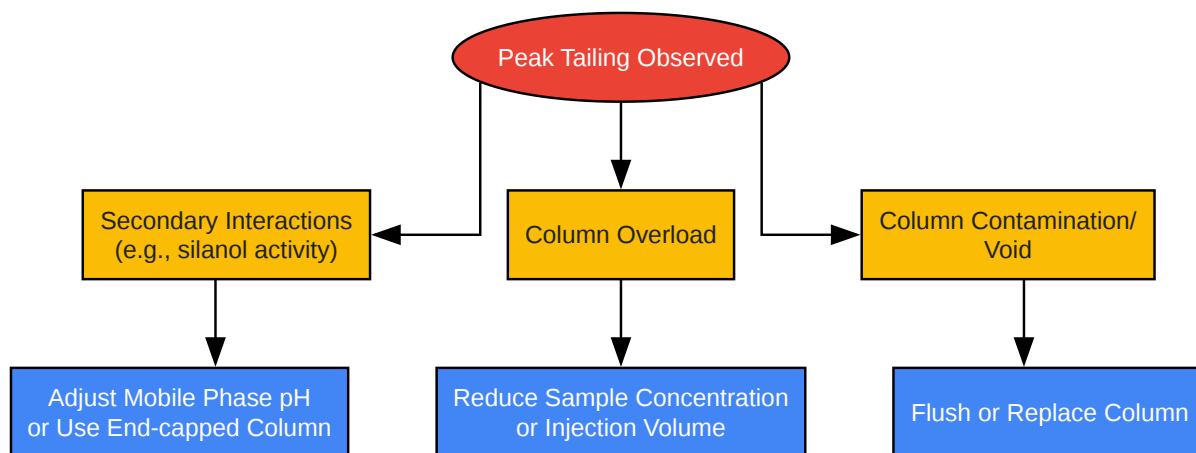 Peak Tailing Observed
Secondary Interactions
(e.g., silanol activity)
Column Overload
Column Contamination/
Void
Adjust Mobile Phase pH
or Use End-capped Column
Reduce Sample Concentration
or Injection Volume
Flush or Replace Column